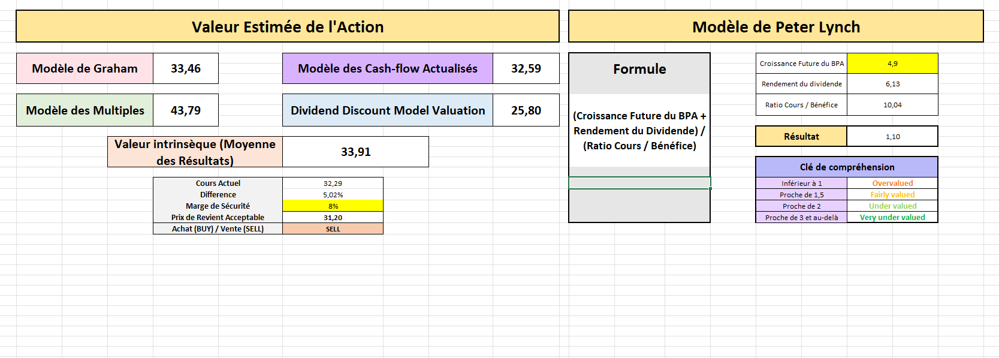 Valeur Estimée de l'Action
Modèle de Graham 33,46
Modèle des Cash-flow Actualisés 32,59
Modèle des Multiples 43,79
Dividend Discount Model Valuation 25,80
Valeur intrinsèque (Moyenne
des Résultats)
33,91
Cours Actuel 32,29
Difference 5,02%
Marge de Sécurité 8%
Prix de Revient Acceptable 31,20
Achat (BUY) / Vente (SELL) SELL
Modèle de Peter Lynch
Formule
(Croissance Future du BPA +
Rendement du Dividende) /
(Ratio Cours / Bénéfice)
Croissance Future du BPA 4,9
Rendement du dividende 6,13
Ratio Cours / Bénéfice 10,04
Résultat 1,10
Clé de compréhension
Inférieur à 1 Overvalued
Proche de 1,5 Fairly valued
Proche de 2 Under valued
Proche de 3 et au-delà Very under valued